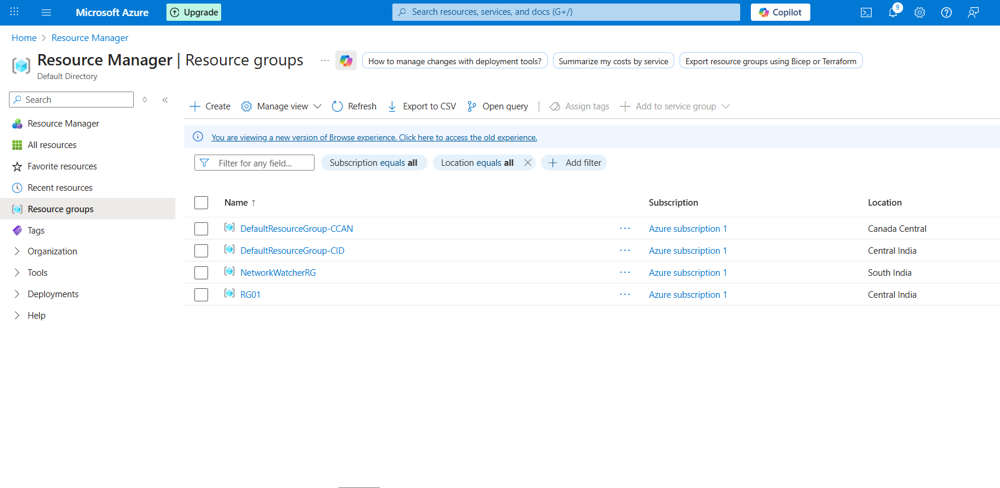 Microsoft Azure
Upgrade
Search resources, services, and docs (G+/)
Copilot
9
Home > Resource Manager
Resource Manager | Resource groups
...
How to manage changes with deployment tools?
Summarize my costs by service
Export resource groups using Bicep or Terraform
Default Directory
Search
Resource Manager
All resources
Favorite resources
Recent resources
Resource groups
Tags
Organization
Tools
Deployments
Help
Create
Manage view
Refresh
Export to CSV
Open query
Assign tags
Add to service group
You are viewing a new version of Browse experience. Click here to access the old experience.
Filter for any field...
Subscription equals all
Location equals all
Add filter
Name ↑ Subscription Location
DefaultResourceGroup-CCAN ... Azure subscription 1 Canada Central
DefaultResourceGroup-CID ... Azure subscription 1 Central India
NetworkWatcherRG ... Azure subscription 1 South India
RG01 ... Azure subscription 1 Central India